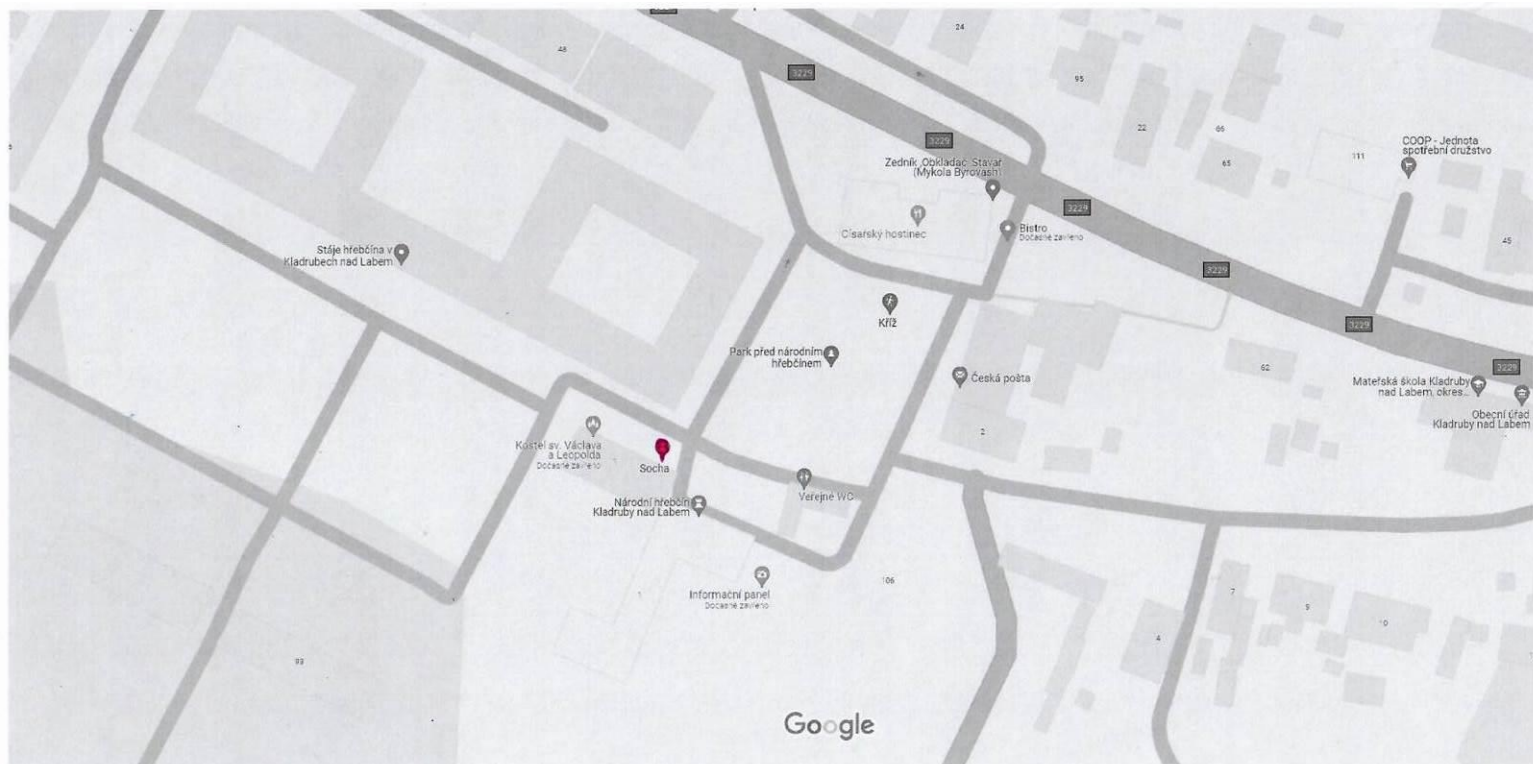 3229
24
48
95
3229
22
66
65
111
COOP - Jednota
spotřební družstvo
3229
Zedník ,Obkladač Stavař
(Mykola Byrovash)
3229
Bistro
Dočasně zavřeno
Císařský hostinec
45
Stáje hřebčína v
Kladrubech nad Labem
3229
Kříž
3229
Park před národním
hřebčínem
62
3229
Česká pošta
Mateřská škola Kladruby
nad Labem, okres...
Obecní úřad
Kladruby nad Labem
2
Kostel sv. Václava
a Leopolda
Dočasně zavřeno
Socha
Veřejné WC
Národní hřebčín
Kladruby nad Labem
106
Informační panel
Dočasně zavřeno
1
7
9
10
4
93
Google